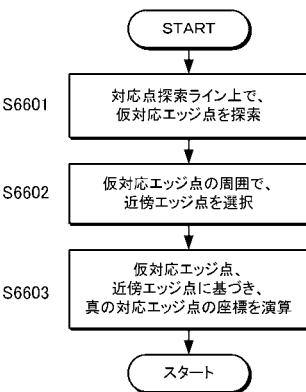 START
S6601
対応点探索ライン上で、
仮対応エッジ点を探索
S6602
仮対応エッジ点の周囲で、
近傍エッジ点を選択
S6603
仮対応エッジ点、
近傍エッジ点に基づき、
真の対応エッジ点の座標を演算
スタート